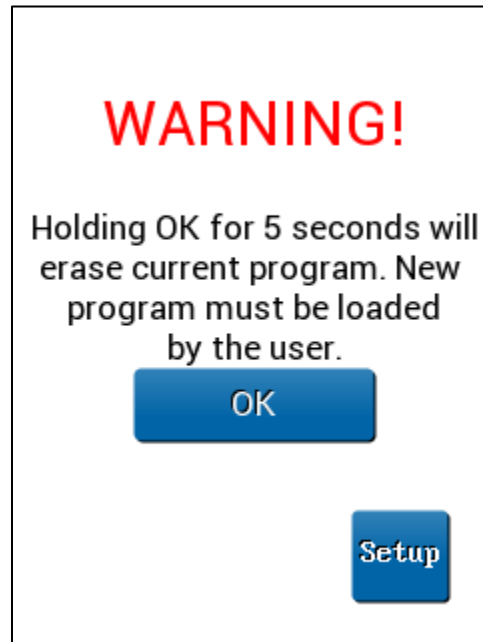 WARNING!
Holding OK for 5 seconds will
erase current program. New
program must be loaded
by the user.
OK
Setup